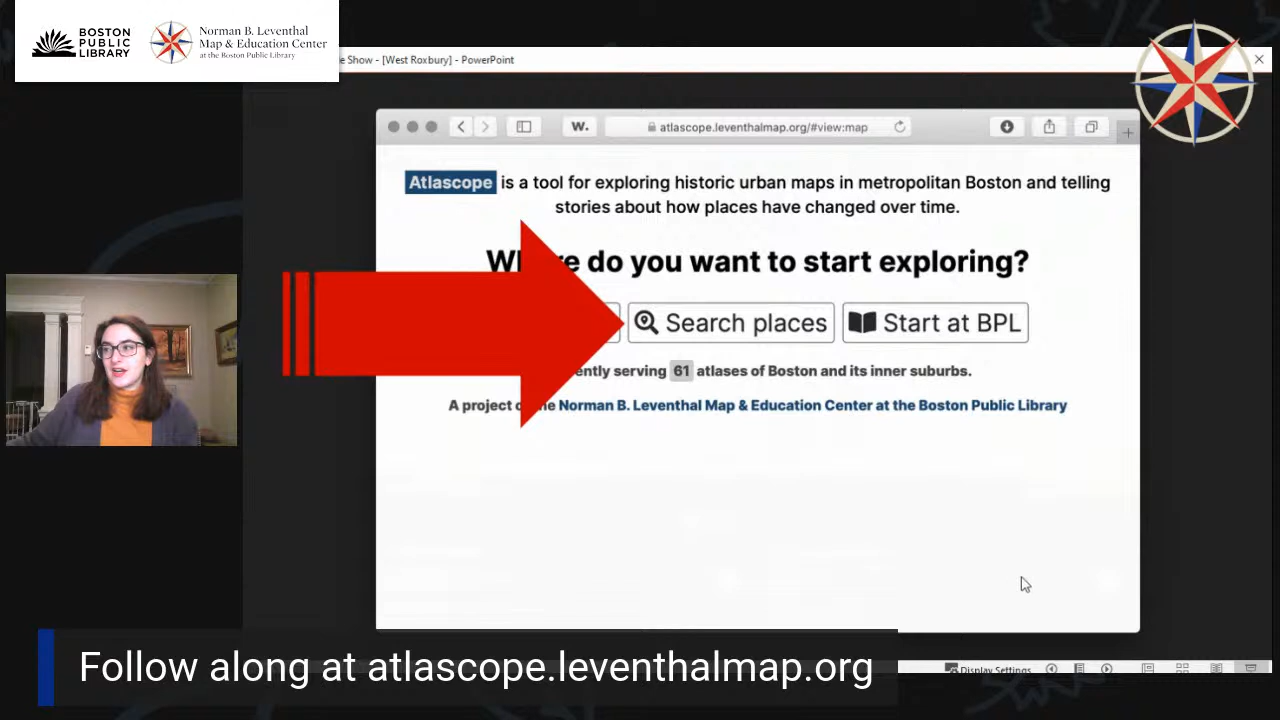 BOSTON
PUBLIC
LIBRARY
Norman B. Leventhal
Map & Education Center
at the Boston Public Library
e Show - [West Roxbury] - PowerPoint
W.
atlascope.leventhalmap.org/#view:map
Atlascope is a tool for exploring historic urban maps in metropolitan Boston and telling
stories about how places have changed over time.
W e do you want to start exploring?
Search places
Start at BPL
ently serving 61 atlases of Boston and its inner suburbs.
A project e Norman B. Leventhal Map & Education Center at the Boston Public Library
Display Settings
Follow along at atlascope.leventhalmap.org